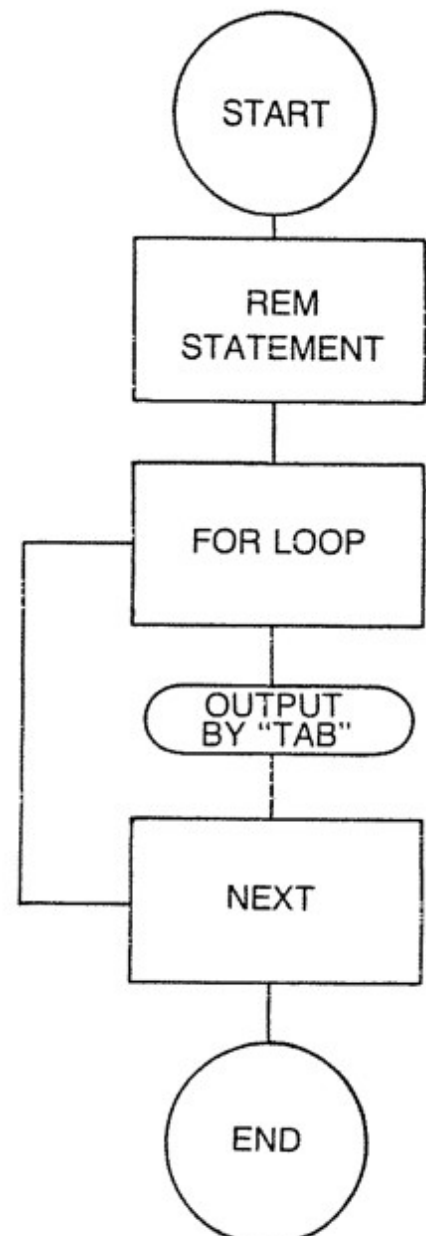 START
REM
STATEMENT
FOR LOOP
OUTPUT
BY “TAB”
NEXT
END